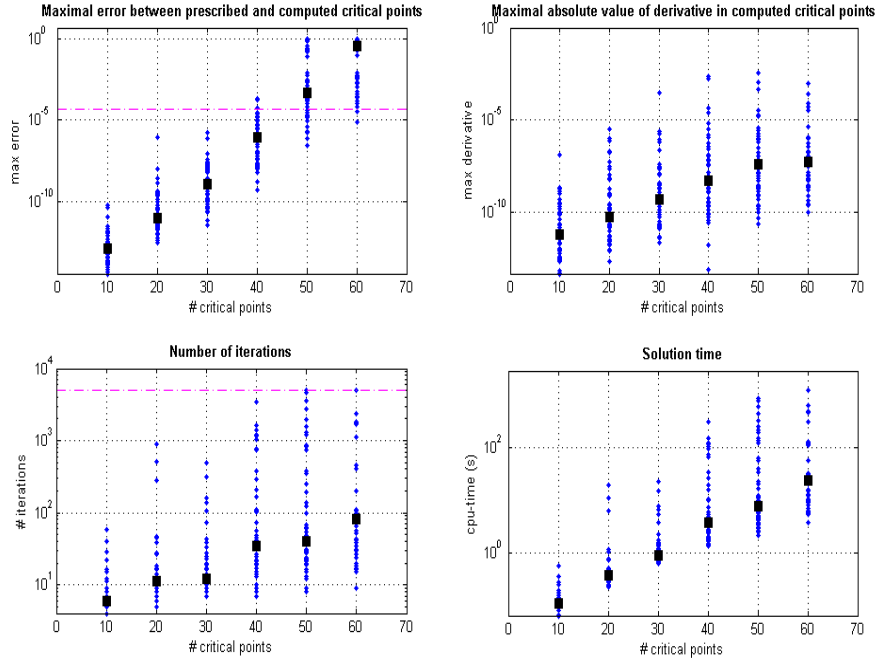 Maximal error between prescribed and computed critical points
10^0
10^-5
10^-10
max error
0 10 20 30 40 50 60 70
# critical points
Maximal absolute value of derivative in computed critical points
10^0
10^-5
10^-10
max derivative
0 10 20 30 40 50 60 70
# critical points
Number of iterations
10^4
10^3
10^2
10^1
# iterations
0 10 20 30 40 50 60 70
# critical points
Solution time
10^2
10^0
cpu-time (s)
0 10 20 30 40 50 60 70
# critical points